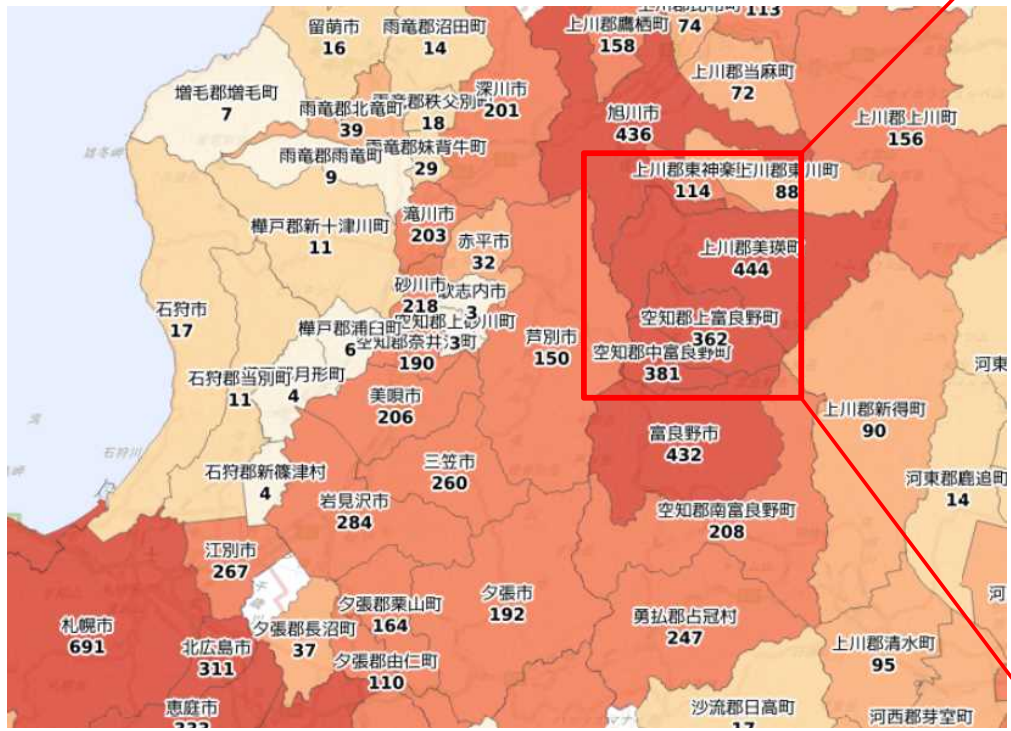 留萌市
16
雨竜郡沼田町
14
上川郡鷹栖町
158
74
113
増毛郡増毛町
7
雨竜郡北竜町
39
雨竜郡秩父別町
18
深川市
201
上川郡当麻町
72
旭川市
436
上川郡上川町
156
雨竜郡雨竜町
9
雨竜郡妹背牛町
29
上川郡東神楽町
114
上川郡東川町
88
滝川市
203
赤平市
32
樺戸郡新十津川町
11
上川郡美瑛町
444
砂川市
218
歌志内市
3
石狩市
17
樺戸郡浦臼町
6
空知郡上砂川町
3
空知郡奈井江町
190
芦別市
150
空知郡上富良野町
362
空知郡中富良野町
381
河東
石狩郡当別町
11
月形町
4
美唄市
206
上川郡新得町
90
富良野市
432
石狩川
石狩郡新篠津村
4
三笠市
260
岩見沢市
284
河東郡鹿追町
14
空知郡南富良野町
208
江別市
267
夕張市
192
河
札幌市
691
夕張郡栗山町
164
勇払郡占冠村
247
北広島市
311
夕張郡長沼町
37
上川郡清水町
95
夕張郡由仁町
110
恵庭市
沙流郡日高町
17
河西郡芽室町